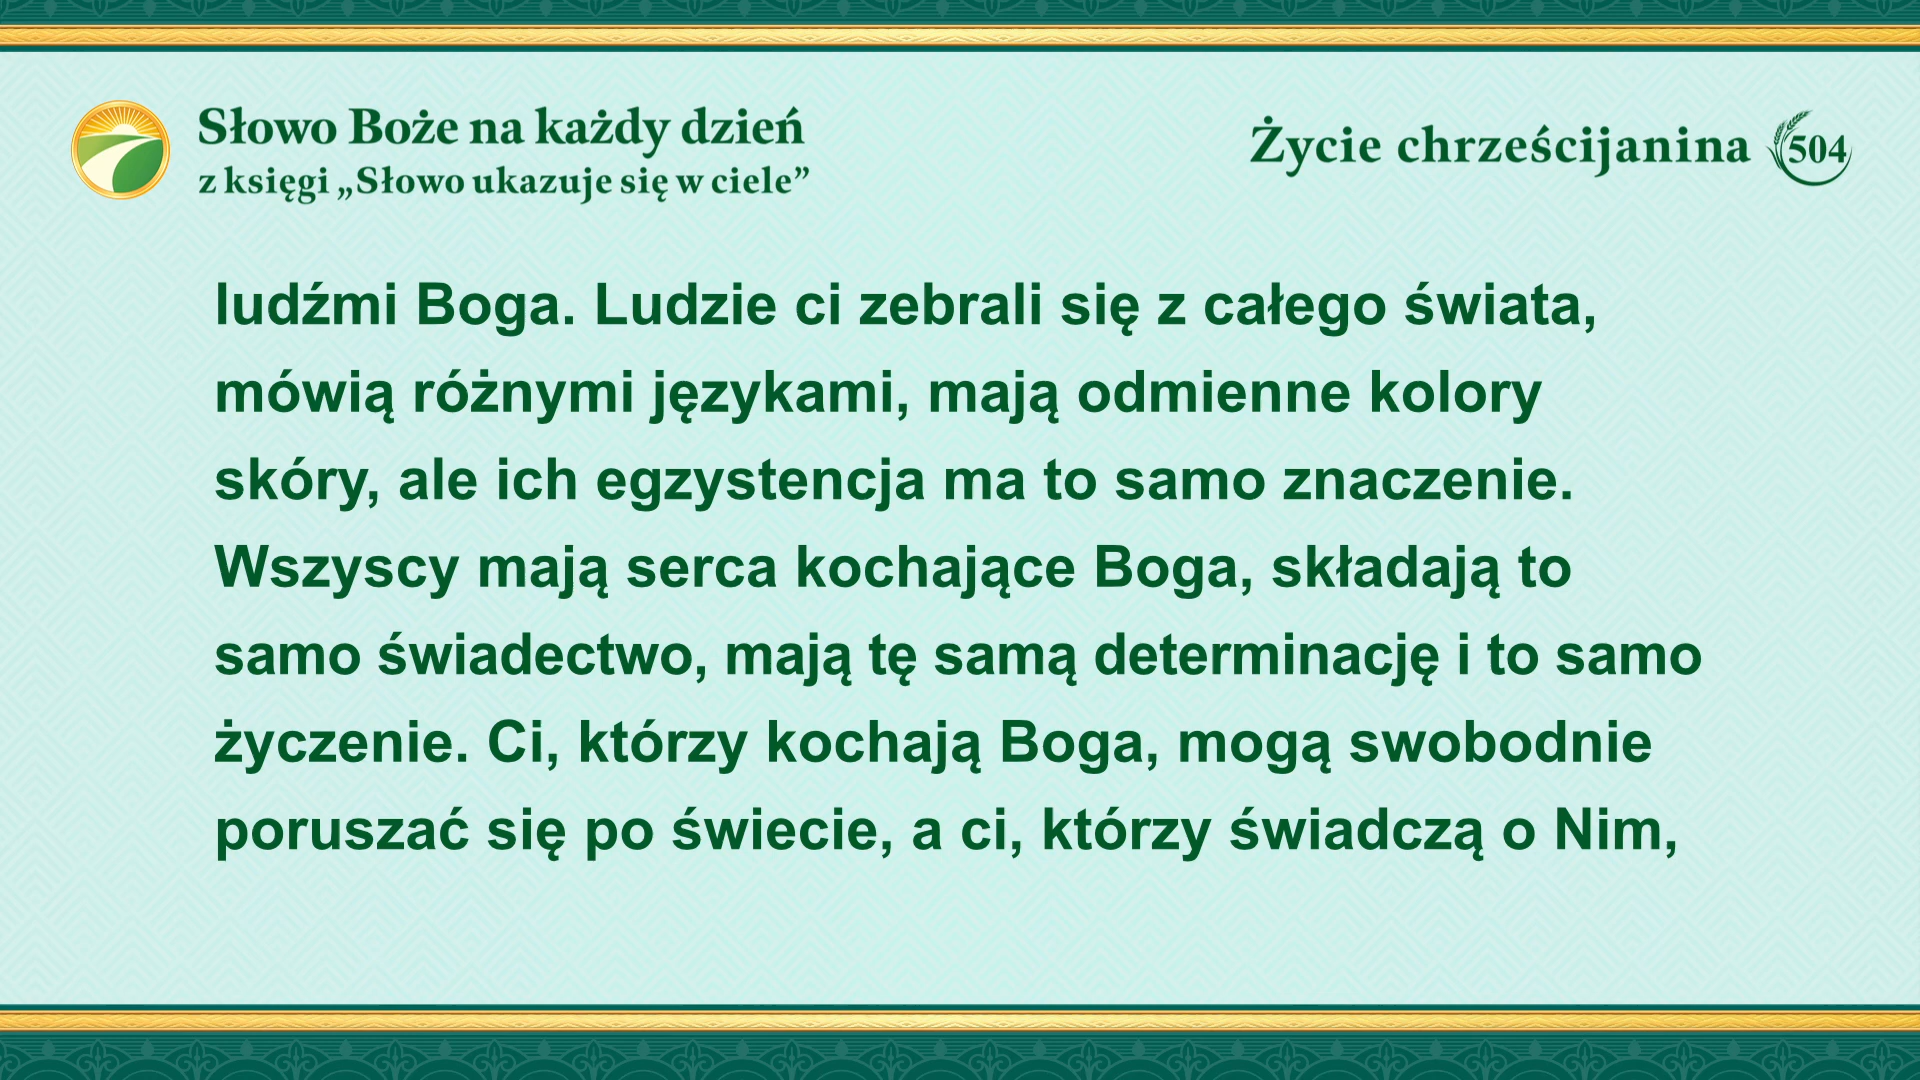 Słowo Boże na każdy dzień
z księgi „Słowo ukazuje się w ciele”
Życie chrześcijanina 504
ludźmi Boga. Ludzie ci zebrali się z całego świata,
mówią różnymi językami, mają odmienne kolory
skóry, ale ich egzystencja ma to samo znaczenie.
Wszyscy mają serca kochające Boga, składają to
samo świadectwo, mają tę samą determinację i to samo
życzenie. Ci, którzy kochają Boga, mogą swobodnie
poruszać się po świecie, a ci, którzy świadczą o Nim,